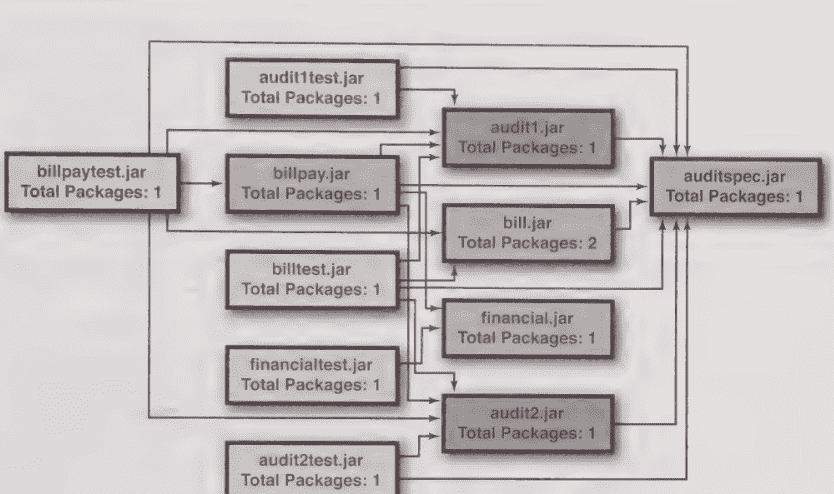 audit1test.jar
Total Packages: 1
audit1.jar
Total Packages: 1
billpaytest.jar
Total Packages: 1
billpay.jar
Total Packages: 1
auditspec.jar
Total Packages: 1
bill.jar
Total Packages: 2
billtest.jar
Total Packages: 1
financial.jar
Total Packages: 1
financialtest.jar
Total Packages: 1
audit2.jar
Total Packages: 1
audit2test.jar
Total Packages: 1